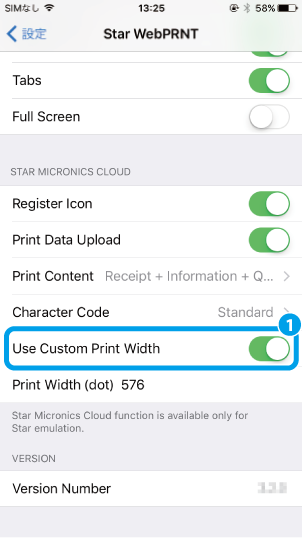 SIMなし 13:25 58%
設定 Star WebPRNT
Tabs
Full Screen
STAR MICRONICS CLOUD
Register Icon
Print Data Upload
Print Content Receipt + Information + Q...
Character Code Standard
1
Use Custom Print Width
Print Width (dot) 576
Star Micronics Cloud function is available only for
Star emulation.
VERSION
Version Number